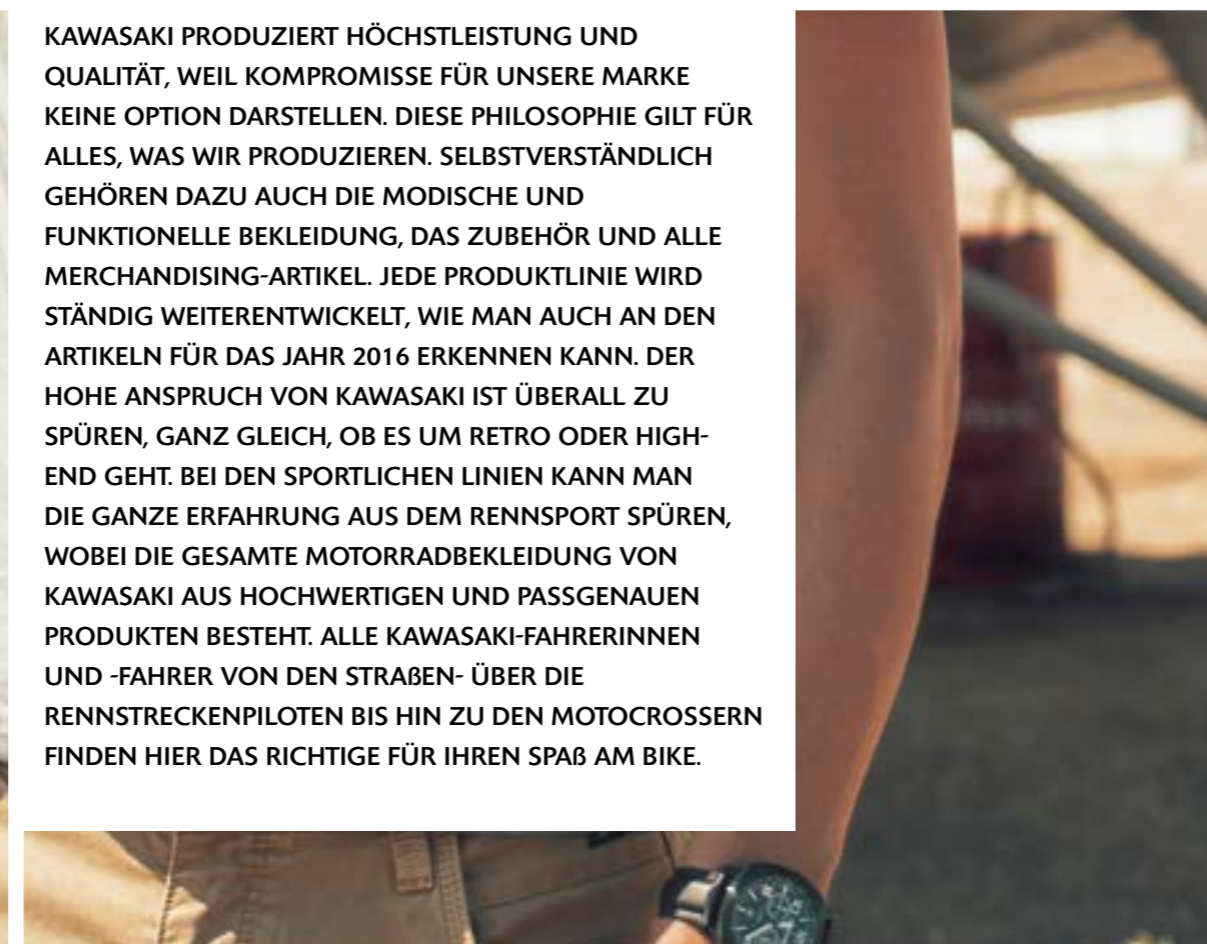 KAWASAKI PRODUZIERT HÖCHSTLEISTUNG UND
QUALITÄT, WEIL KOMPROMISSE FÜR UNSERE MARKE
KEINE OPTION DARSTELLEN. DIESE PHILOSOPHIE GILT FÜR
ALLES, WAS WIR PRODUZIEREN. SELBSTVERSTÄNDLICH
GEHÖREN DAZU AUCH DIE MODISCHE UND
FUNKTIONELLE BEKLEIDUNG, DAS ZUBEHÖR UND ALLE
MERCHANDISING-ARTIKEL. JEDE PRODUKTLINIE WIRD
STÄNDIG WEITERENTWICKELT, WIE MAN AUCH AN DEN
ARTIKELN FÜR DAS JAHR 2016 ERKENNEN KANN. DER
HOHE ANSPRUCH VON KAWASAKI IST ÜBERALL ZU
SPÜREN, GANZ GLEICH, OB ES UM RETRO ODER HIGH-
END GEHT. BEI DEN SPORTLICHEN LINIEN KANN MAN
DIE GANZE ERFAHRUNG AUS DEM RENNSPORT SPÜREN,
WOBEI DIE GESAMTE MOTORRADBEKLEIDUNG VON
KAWASAKI AUS HOCHWERTIGEN UND PASSGENAUEN
PRODUKTEN BESTEHT. ALLE KAWASAKI-FAHRERINNEN
UND -FAHRER VON DEN STRAßEN- ÜBER DIE
RENNSTRECKENPILOTEN BIS HIN ZU DEN MOTOCROSSERN
FINDEN HIER DAS RICHTIGE FÜR IHREN SPAß AM BIKE.